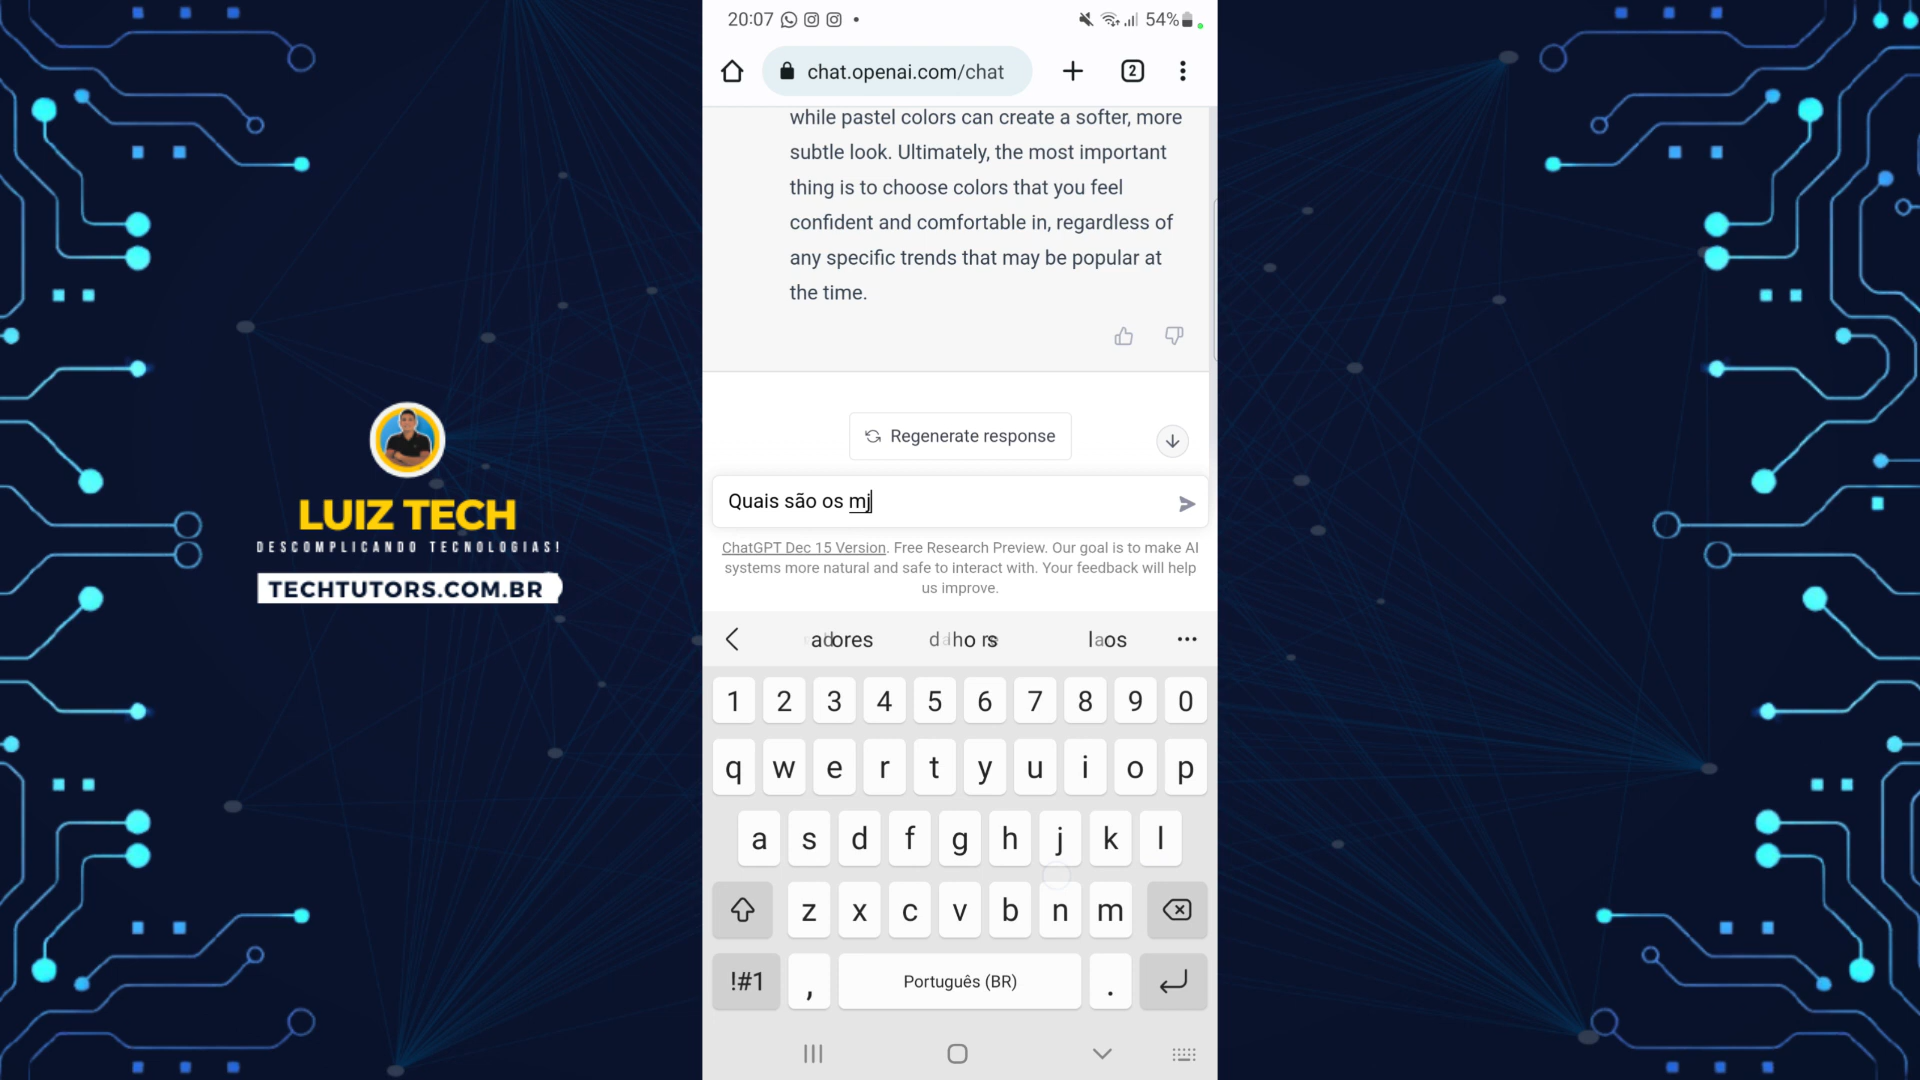 20:07
54%
chat.openai.com/chat
2
while pastel colors can create a softer, more
subtle look. Ultimately, the most important
thing is to choose colors that you feel
confident and comfortable in, regardless of
any specific trends that may be popular at
the time.
Regenerate response
Quais são os mj
ChatGPT Dec 15 Version. Free Research Preview. Our goal is to make AI
systems more natural and safe to interact with. Your feedback will help
us improve.
1 2 3 4 5 6 7 8 9 0
q w e r t y u i o p
a s d f g h j k l
z x c v b n m
!#1 , Português (BR) .
LUIZ TECH
DESCOMPLICANDO TECNOLOGIAS!
TECHTUTORS.COM.BR